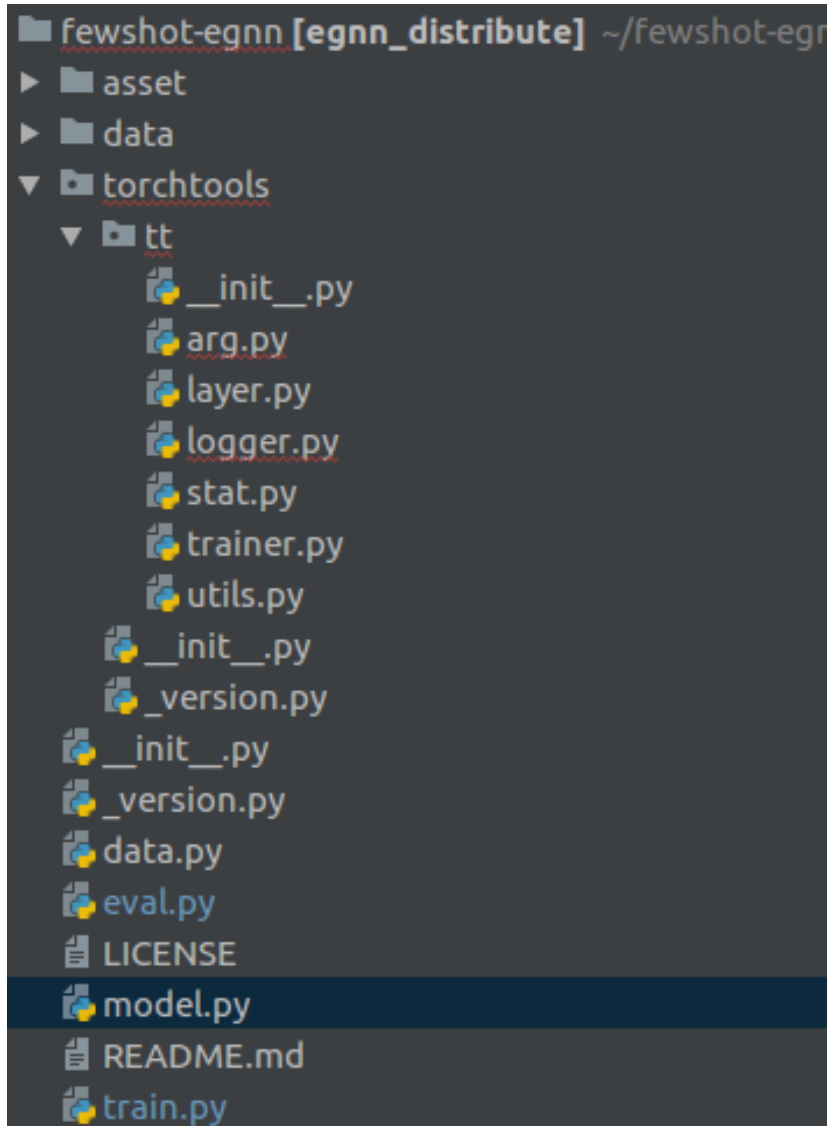 fewshot-egnn [egnn_distribute] ~/fewshot-egr
asset
data
torchtools
tt
__init__.py
arg.py
layer.py
logger.py
stat.py
trainer.py
utils.py
__init__.py
_version.py
__init__.py
_version.py
data.py
eval.py
LICENSE
model.py
README.md
train.py